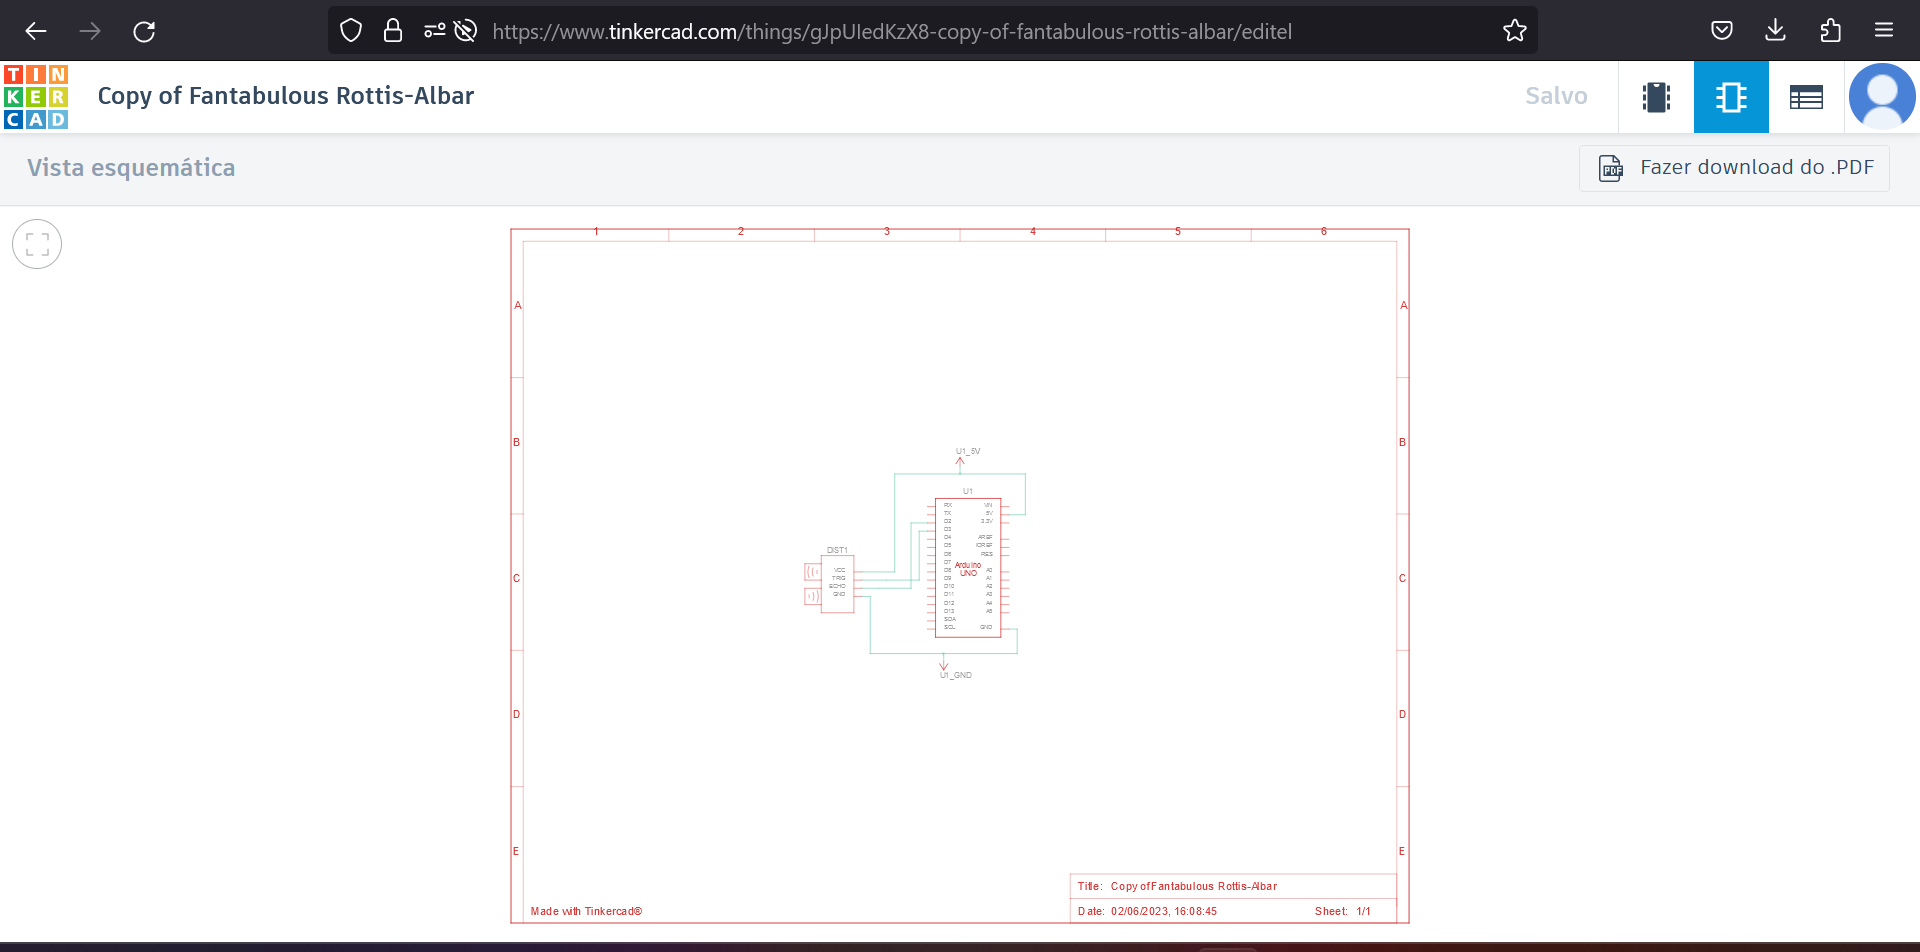 https://www.tinkercad.com/things/gJpUIedKzX8-copy-of-fantabulous-rottis-albar/editel
TIN
KER
CAD
Copy of Fantabulous Rottis-Albar
Salvo
Vista esquemática
Fazer download do .PDF
1 2 3 4 5 6
A A
B B
U1_5V
U1
RX VIN
TX 5V
D2 3.3V
D3
D4 AREF
D5 IOREF
D6 RES
D7
D8 A0
D9 A1
D10 A2
D11 A3
D12 A4
D13 A5
SDA
SCL GND
Arduino
UNO
DIST1
VCC
TRIG
ECHO
GND
C C
U1_GND
D D
E E
Title: Copy of Fantabulous Rottis-Albar
Made with Tinkercad®
Date: 02/06/2023, 16:08:45 Sheet: 1/1